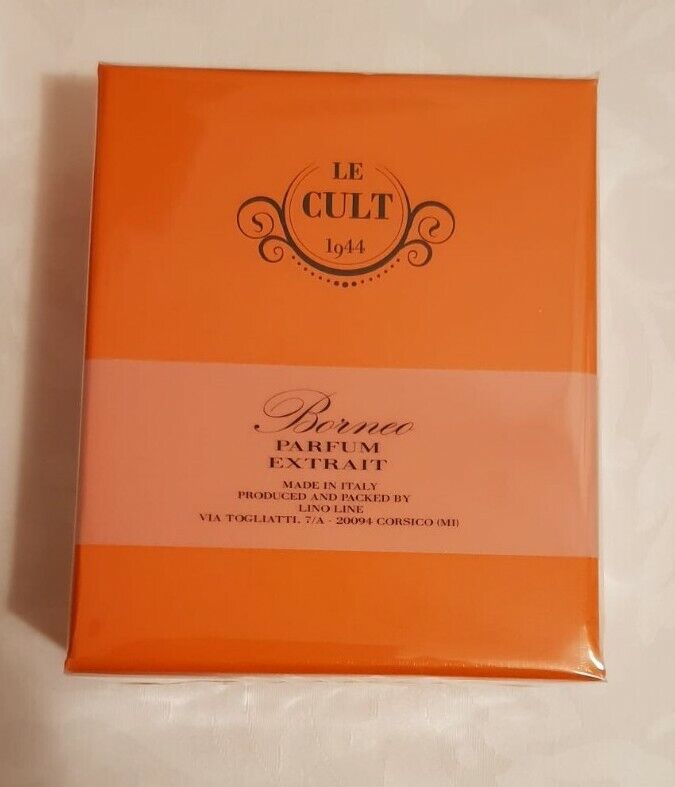 LE
CULT
1944
Borneo
PARFUM
EXTRAIT
MADE IN ITALY
PRODUCED AND PACKED BY
LINO LINE
VIA TOGLIATTI, 7/A - 20094 CORSICO (MI)